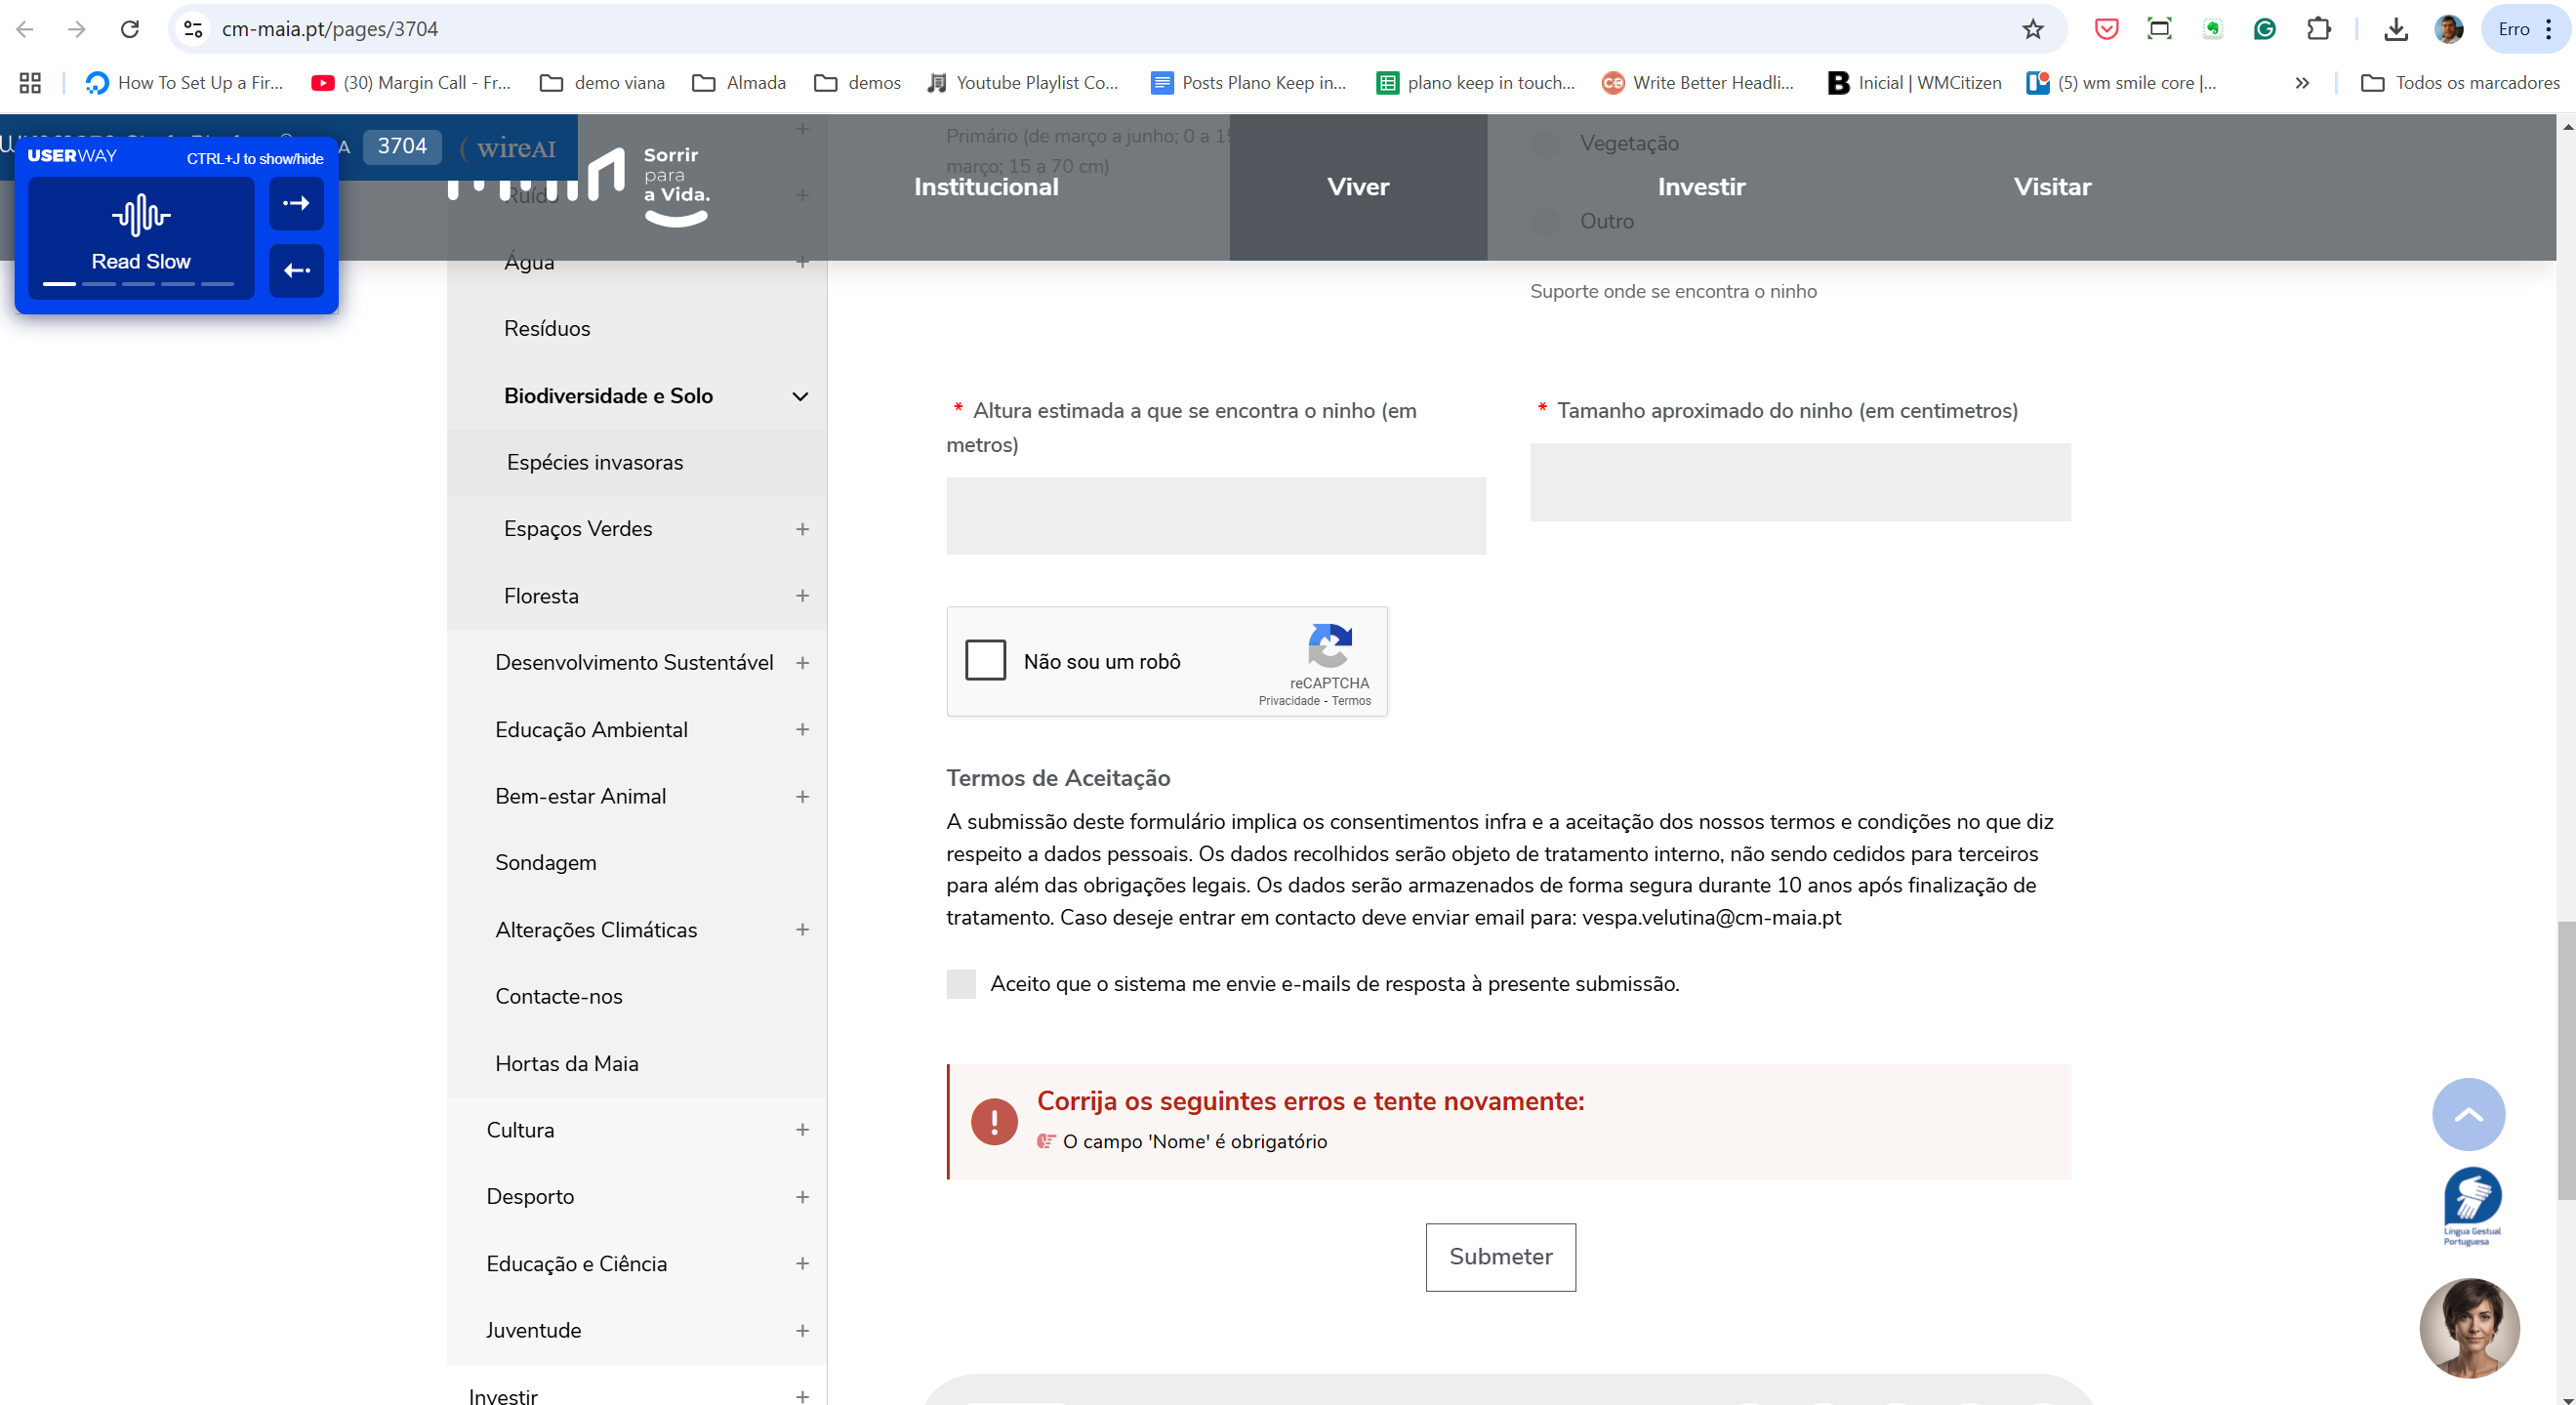 cm-maia.pt/pages/3704
Erro
How To Set Up a Fir...
(30) Margin Call - Fr...
demo viana
Almada
demos
Youtube Playlist Co...
Posts Plano Keep in...
plano keep in touch...
Write Better Headli...
Inicial | WMCitizen
(5) wm smile core |...
Todos os marcadores
USERWAY
CTRL+J to show/hide
Read Slow
A
3704
( wireAI
Sorrir
para
a Vida.
Institucional
Viver
Investir
Visitar
Ruído
Água
Resíduos
Biodiversidade e Solo
Espécies invasoras
Espaços Verdes
Floresta
Desenvolvimento Sustentável
Educação Ambiental
Bem-estar Animal
Sondagem
Alterações Climáticas
Contacte-nos
Hortas da Maia
Cultura
Desporto
Educação e Ciência
Juventude
Investir
Primário (de março a junho; 0 a 15
março; 15 a 70 cm)
Vegetação
Outro
Suporte onde se encontra o ninho
* Altura estimada a que se encontra o ninho (em
metros)
* Tamanho aproximado do ninho (em centimetros)
Não sou um robô
reCAPTCHA
Privacidade - Termos
Termos de Aceitação
A submissão deste formulário implica os consentimentos infra e a aceitação dos nossos termos e condições no que diz
respeito a dados pessoais. Os dados recolhidos serão objeto de tratamento interno, não sendo cedidos para terceiros
para além das obrigações legais. Os dados serão armazenados de forma segura durante 10 anos após finalização de
tratamento. Caso deseje entrar em contacto deve enviar email para: vespa.velutina@cm-maia.pt
Aceito que o sistema me envie e-mails de resposta à presente submissão.
Corrija os seguintes erros e tente novamente:
O campo 'Nome' é obrigatório
Submeter
Língua Gestual
Portuguesa